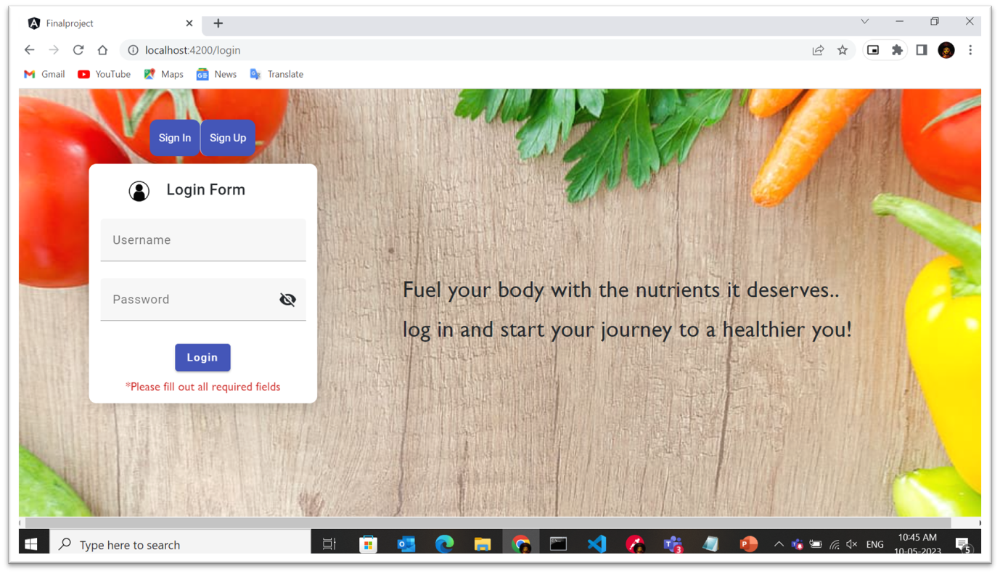 Finalproject
localhost:4200/login
Gmail YouTube Maps News Translate
Sign In Sign Up
Login Form
Username
Password
Login
*Please fill out all required fields
Fuel your body with the nutrients it deserves..
log in and start your journey to a healthier you!
Type here to search
ENG
10:45 AM
10-05-2023
3
5